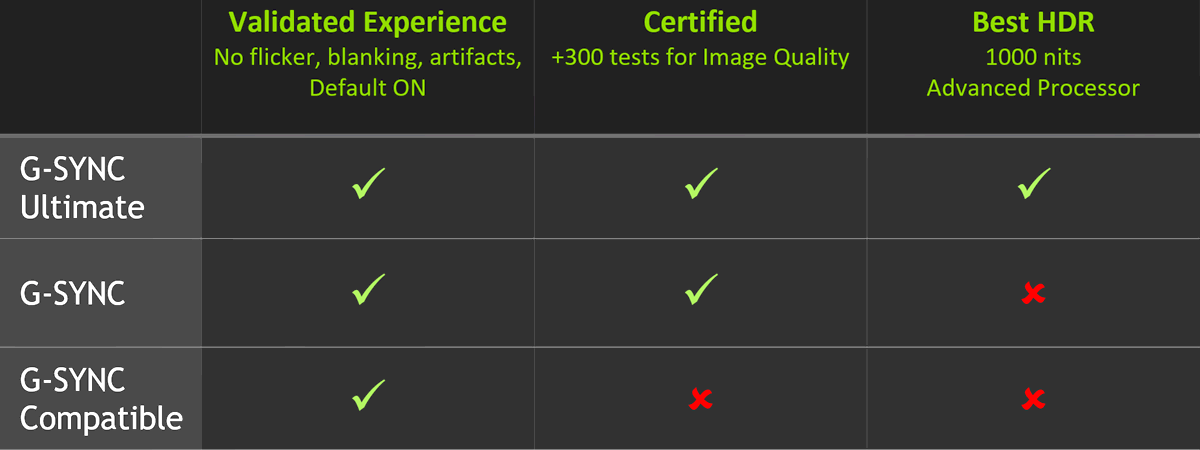 Validated Experience
No flicker, blanking, artifacts,
Default ON
Certified
+300 tests for Image Quality
Best HDR
1000 nits
Advanced Processor
G-SYNC
Ultimate
G-SYNC
G-SYNC
Compatible